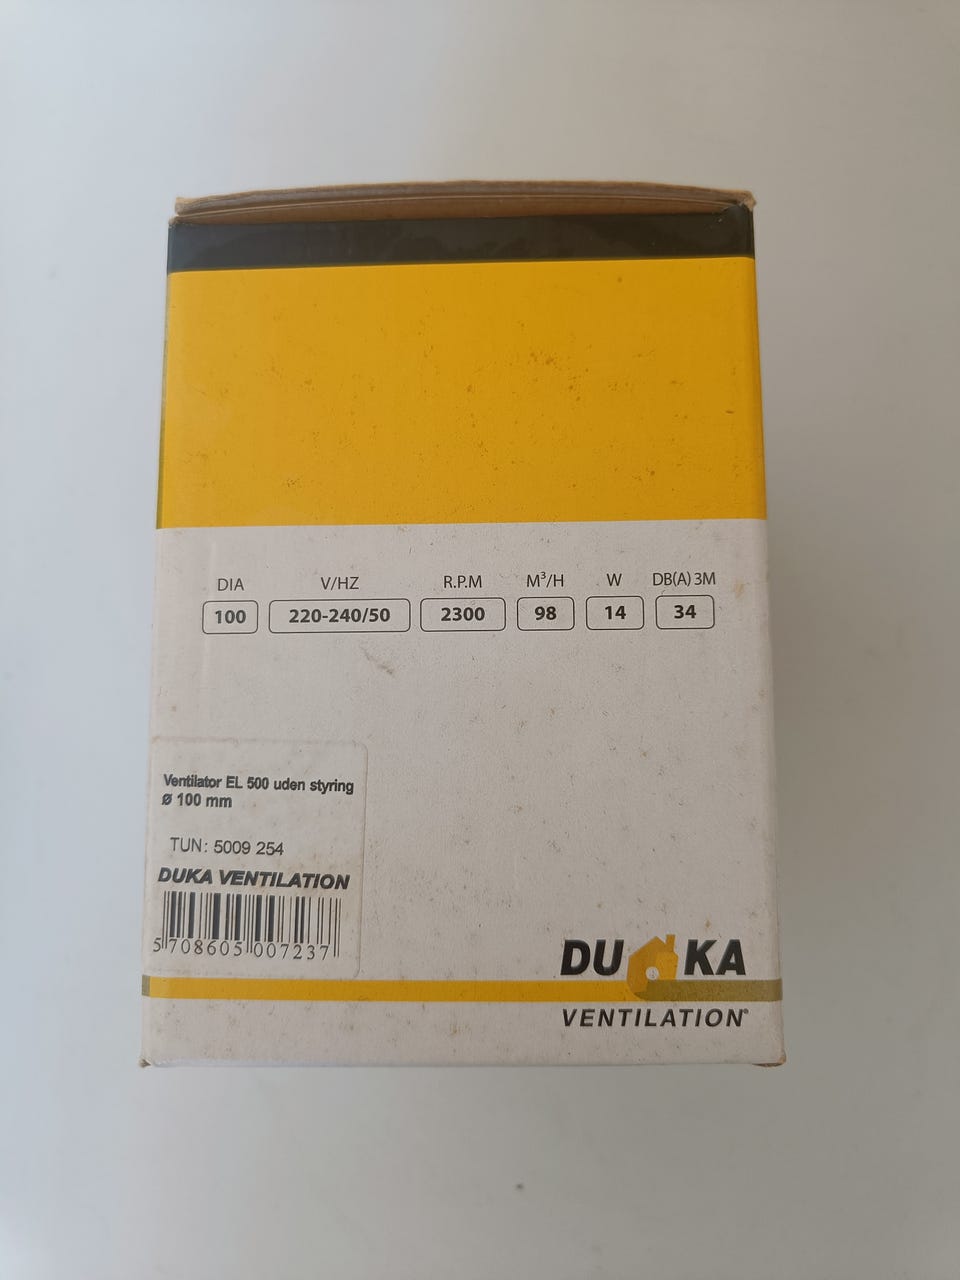 DIA V/HZ R.P.M M³/H W DB(A) 3M
100 220-240/50 2300 98 14 34
Ventilator EL 500 uden styring
Ø 100 mm
TUN: 5009 254
DUKA VENTILATION
5 708605 007237
DUKA
VENTILATION®